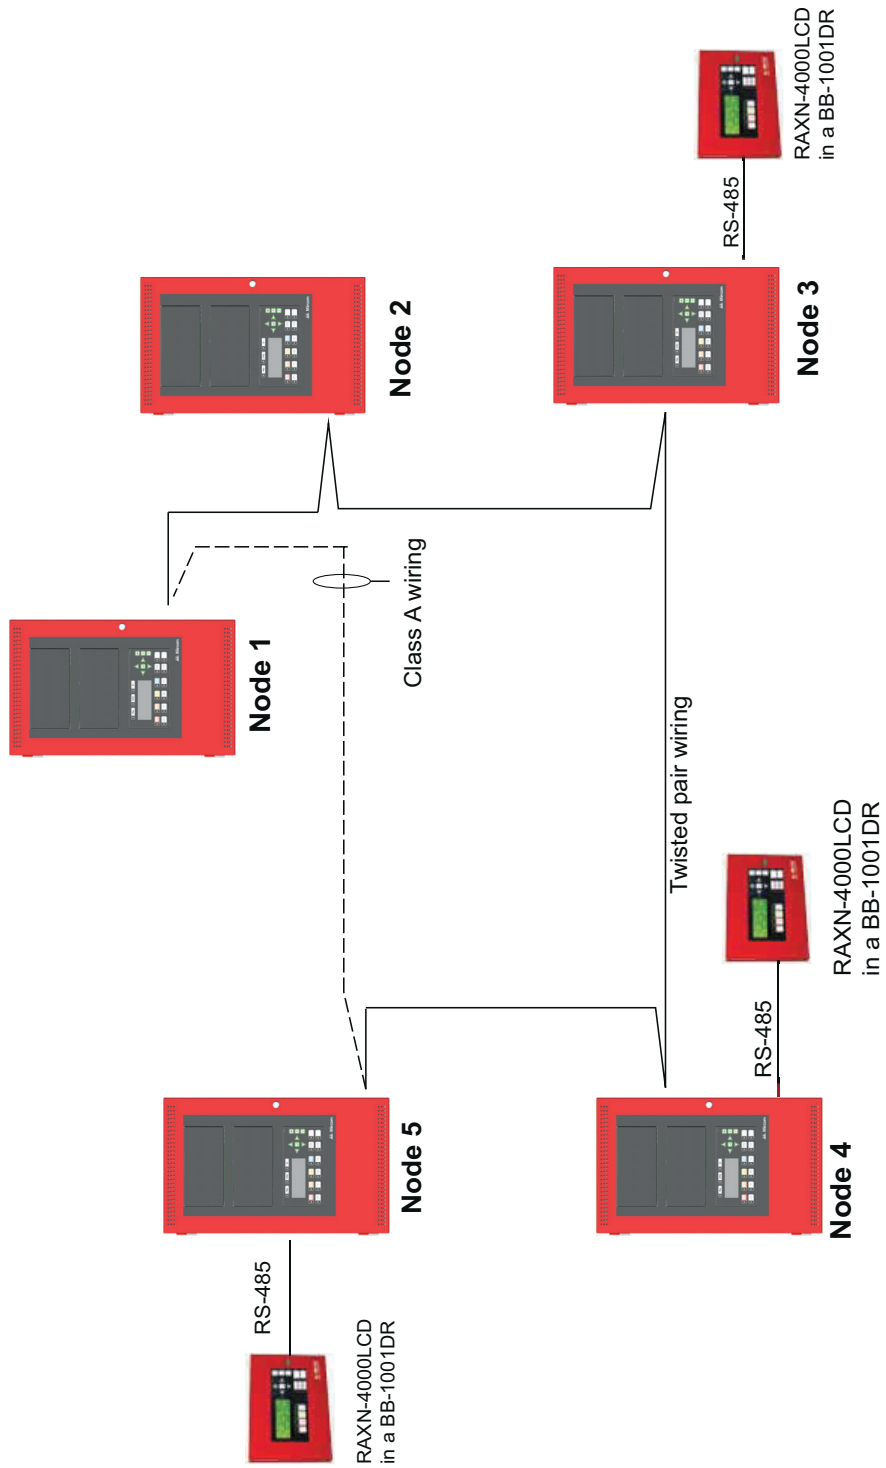 RS-485
RAXN-4000LCD
in a BB-1001DR
Node 5
Node 1
Class A wiring
Node 2
Node 4
RS-485
RAXN-4000LCD
in a BB-1001DR
Twisted pair wiring
Node 3
RS-485
RAXN-4000LCD
in a BB-1001DR